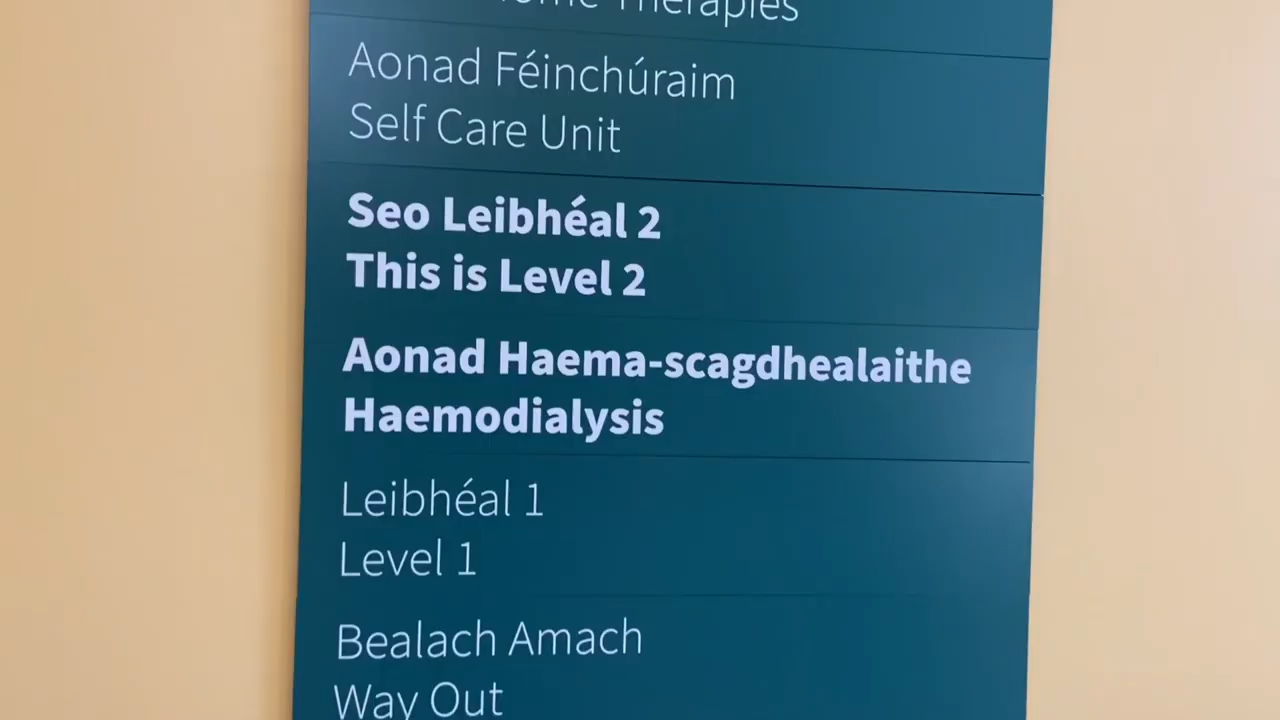 Therapies
Aonad Féinchúraim
Self Care Unit
Seo Leibhéal 2
This is Level 2
Aonad Haema-scagdhealaithe
Haemodialysis
Leibhéal 1
Level 1
Bealach Amach
Way Out